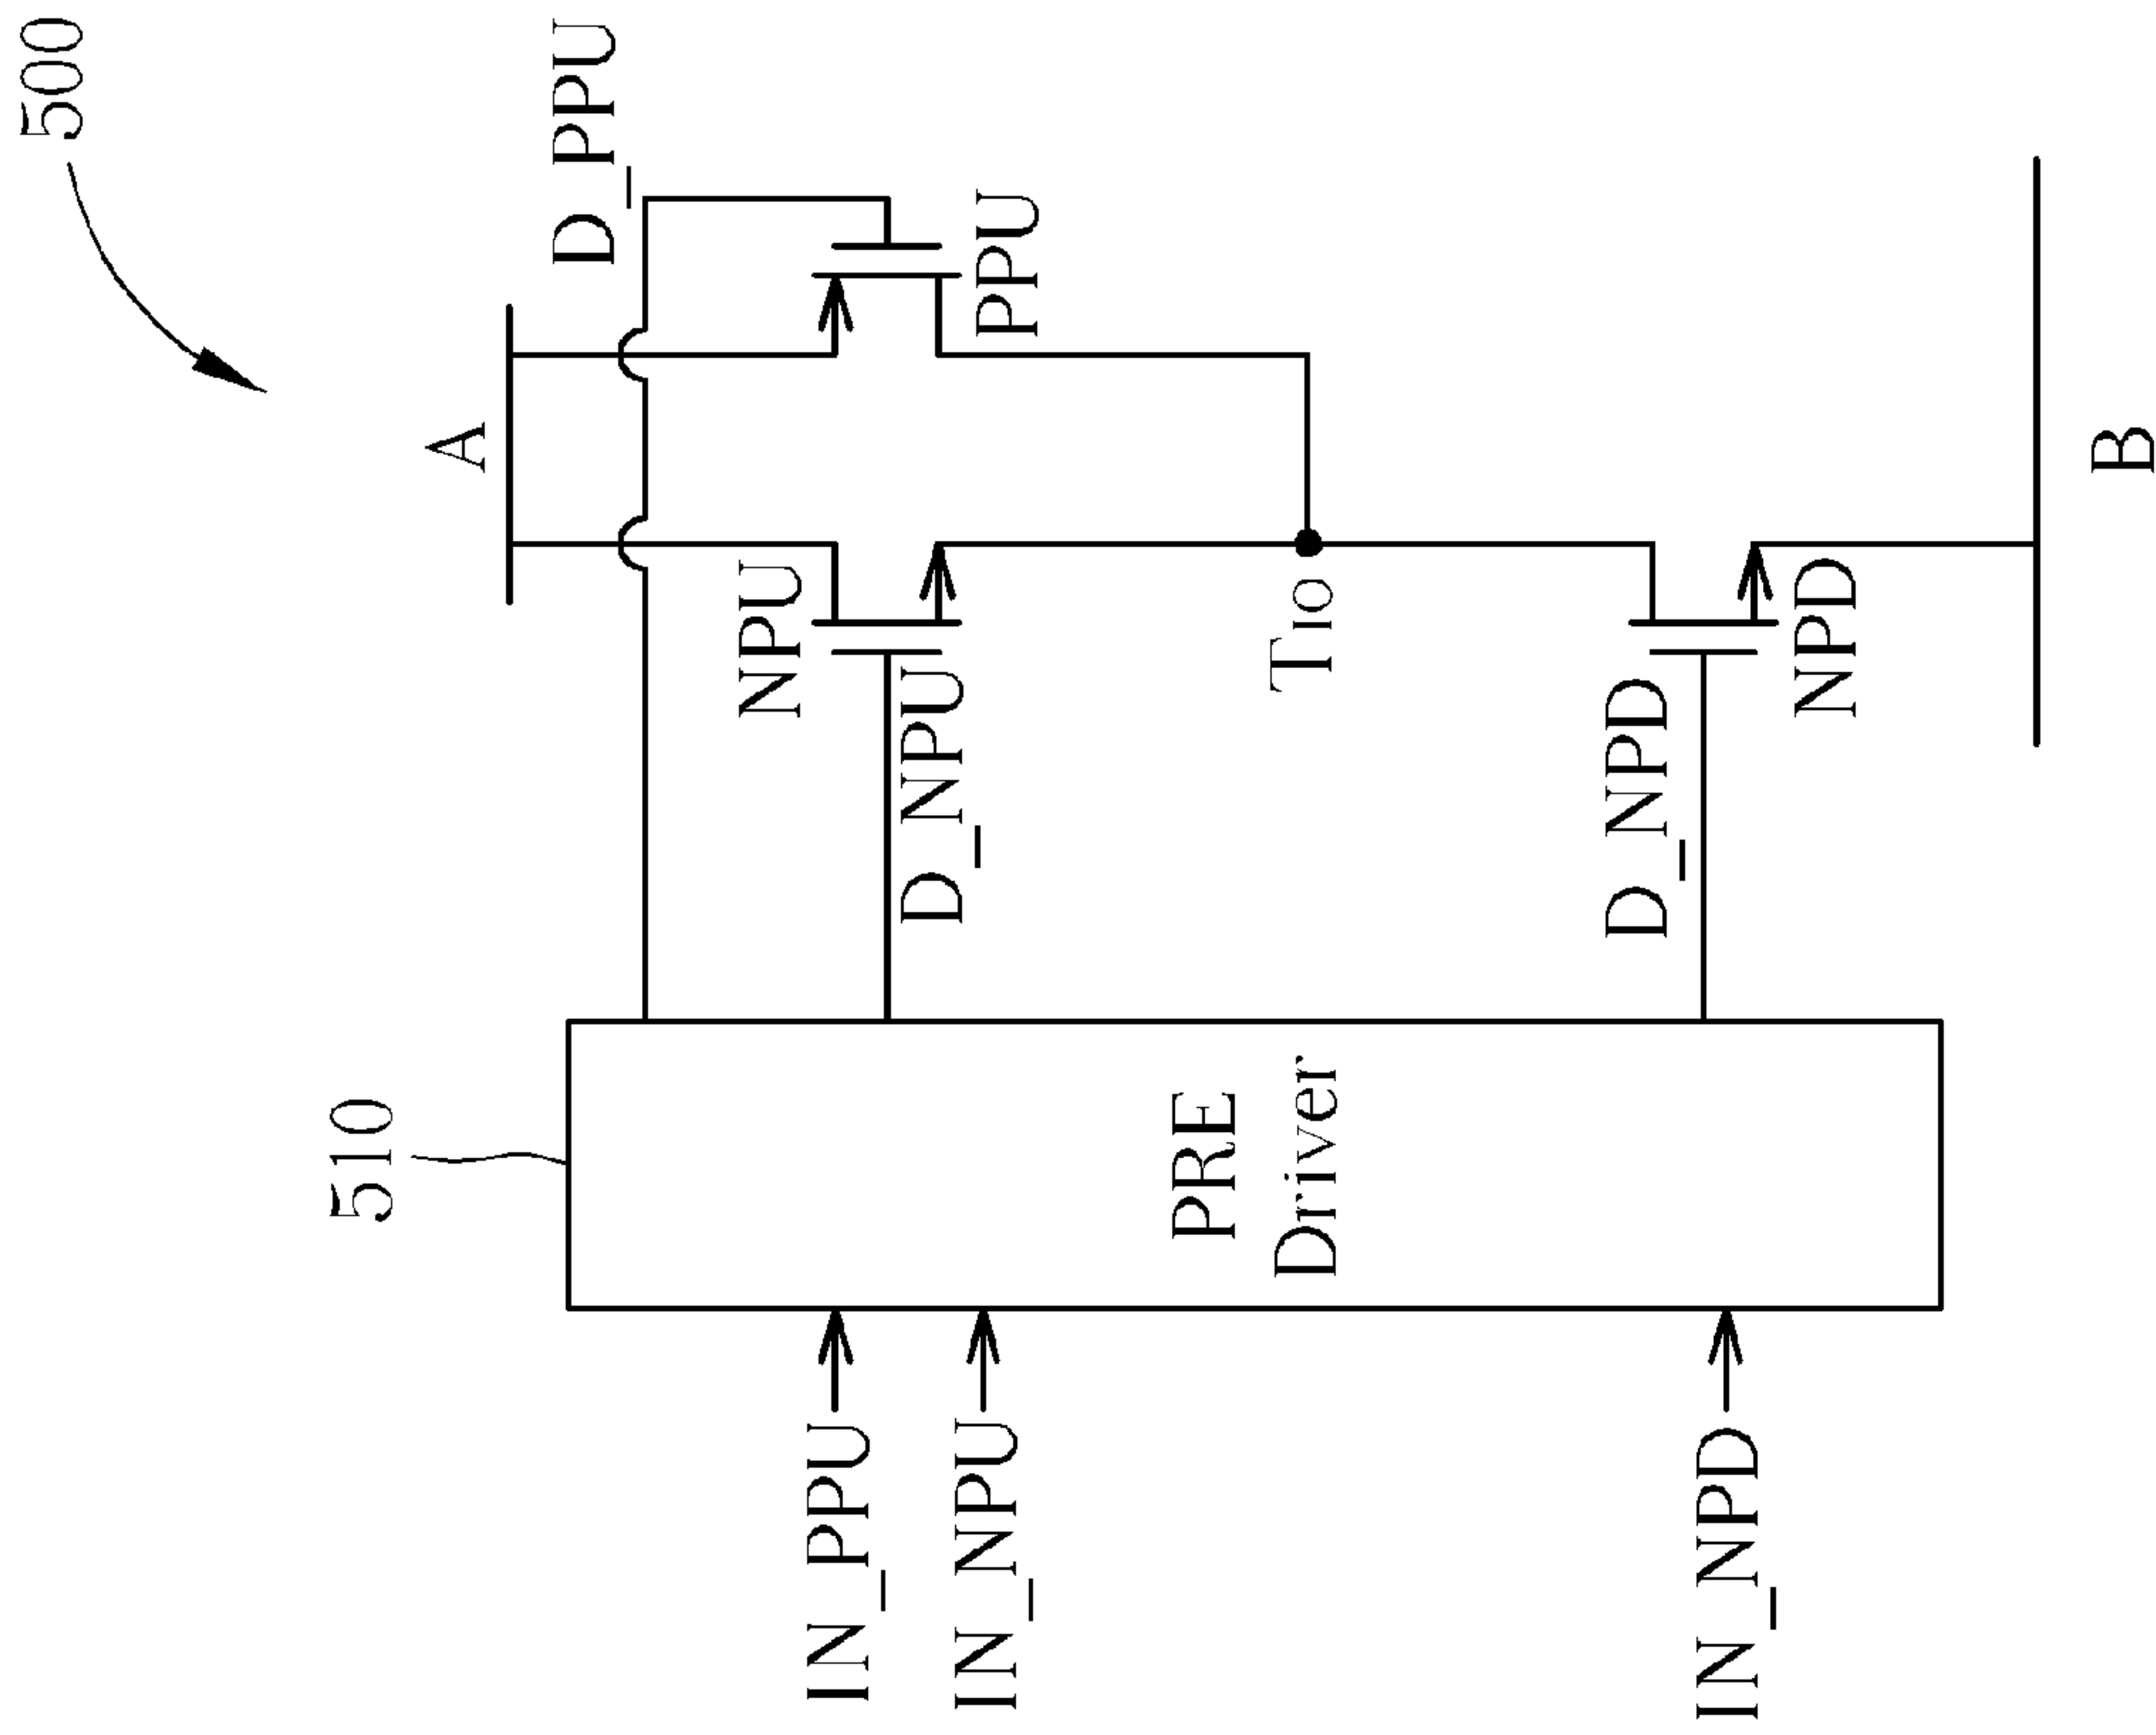 500
A
D_PPU
510
NPU
PPU
IN_PPU
D_NPU
IN_NPU
PRE
Driver
TIO
D_NPD
IN_NPD
NPD
B